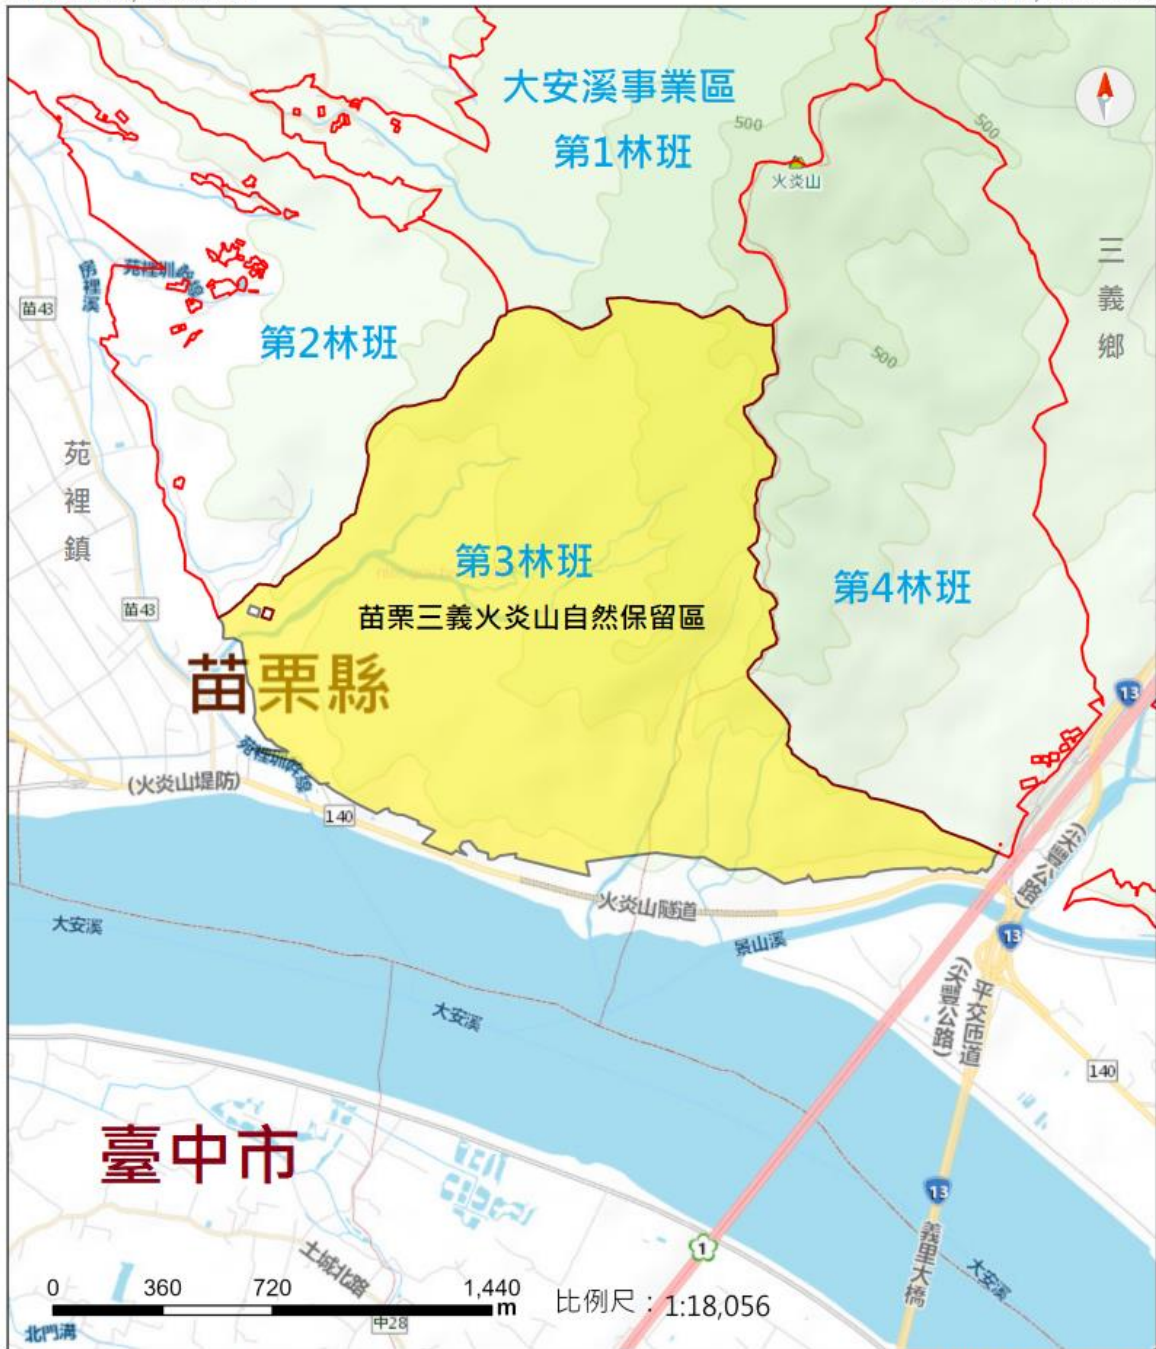 大安溪事業區
第1林班
500
500
火炎山
三義鄉
房裡溪
苑裡圳幹線
苗43
第2林班
500
苑裡鎮
第3林班
苗栗三義火炎山自然保留區
第4林班
苗43
苗栗縣
13
苑裡圳幹線
(火炎山堤防)
140
(尖豐公路)
火炎山隧道
大安溪
景山溪
13
大安溪
平交匝道
(尖豐公路)
140
臺中市
13
1
義里大橋
大安溪
土城北路
0 360 720 1,440
m
比例尺：1:18,056
中28
北門溝